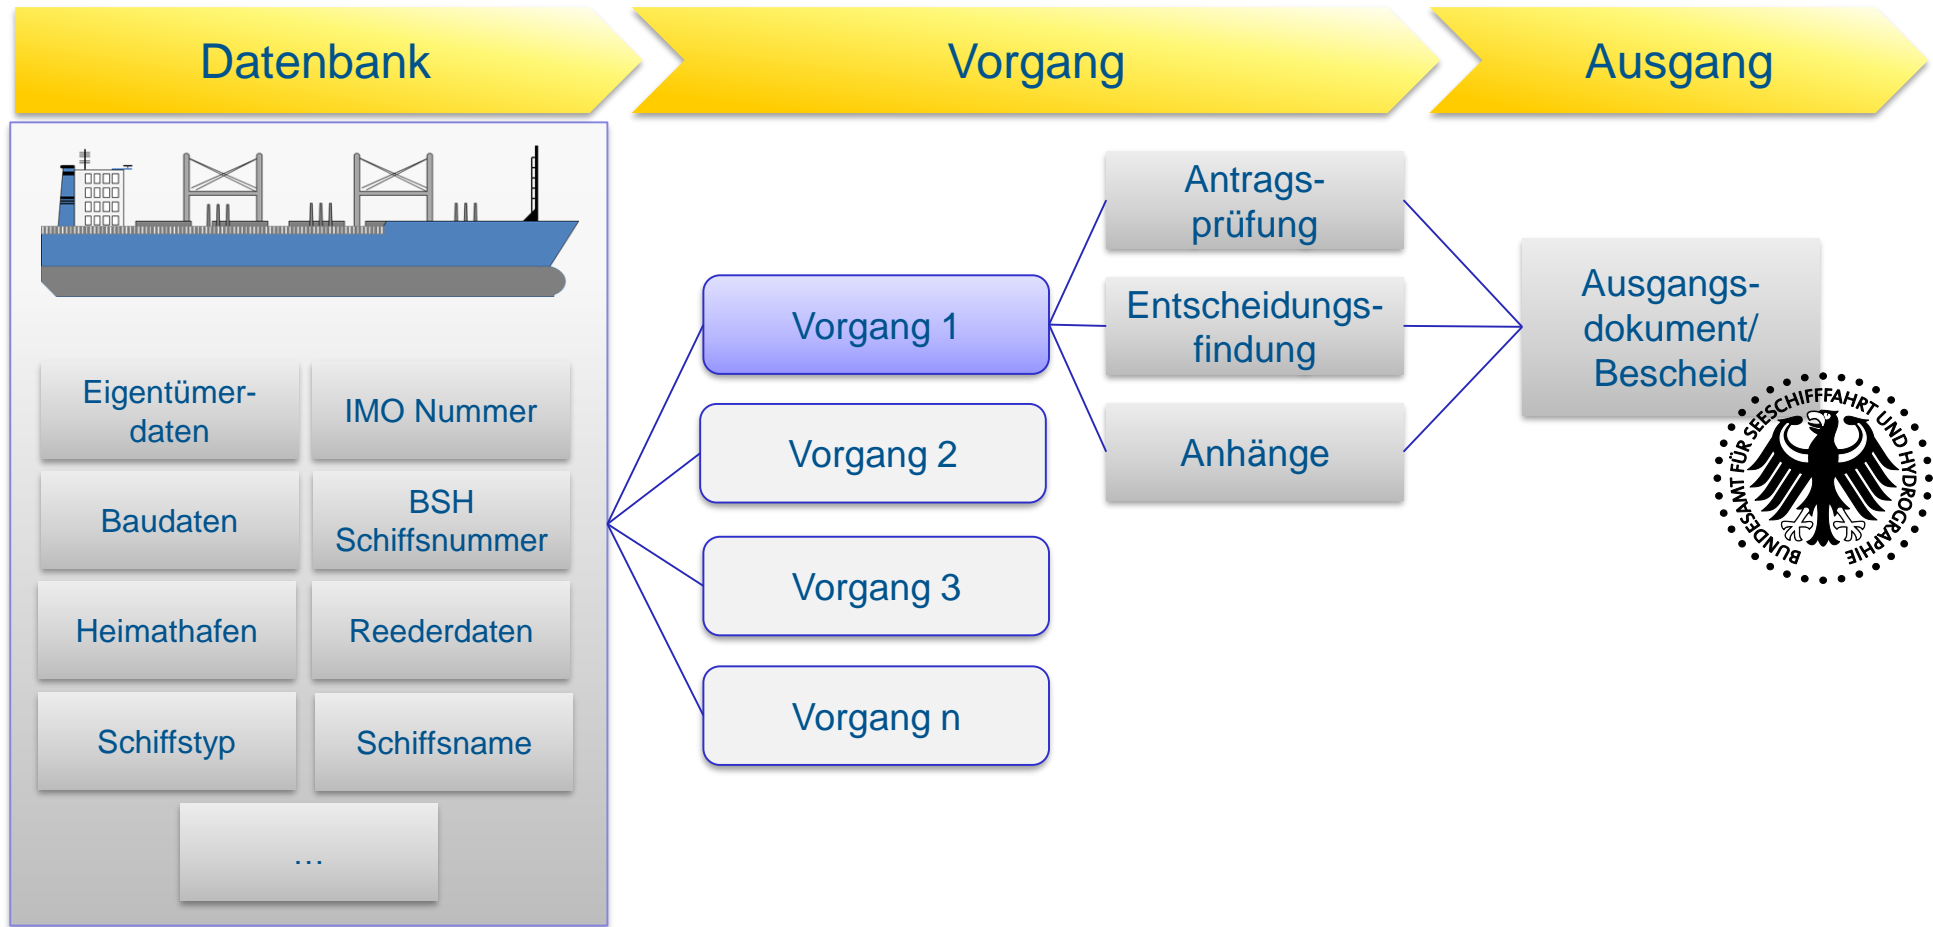 Datenbank
Vorgang
Ausgang
Eigentümer-
daten
IMO Nummer
Baudaten
BSH
Schiffsnummer
Heimathafen
Reederdaten
Schiffstyp
Schiffsname
...
Vorgang 1
Vorgang 2
Vorgang 3
Vorgang n
Antrags-
prüfung
Entscheidungs-
findung
Anhänge
Ausgangs-
dokument/
Bescheid
BUNDESAMT FÜR SEESCHIFFFAHRT UND HYDROGRAPHIE